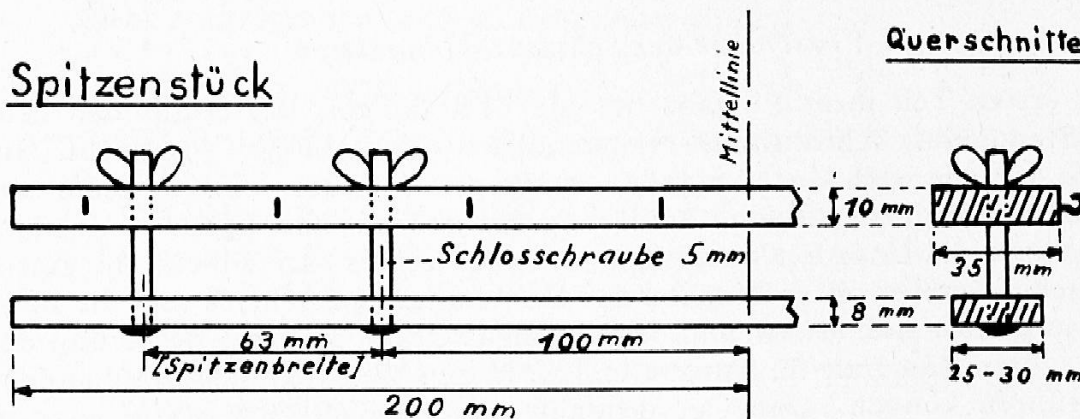 Spitzenstück
Mittellinie
Querschnitte
10 mm
35 mm
Schlosschraube 5 mm
8 mm
63 mm
[Spitzenbreite]
100 mm
25-30 mm
200 mm